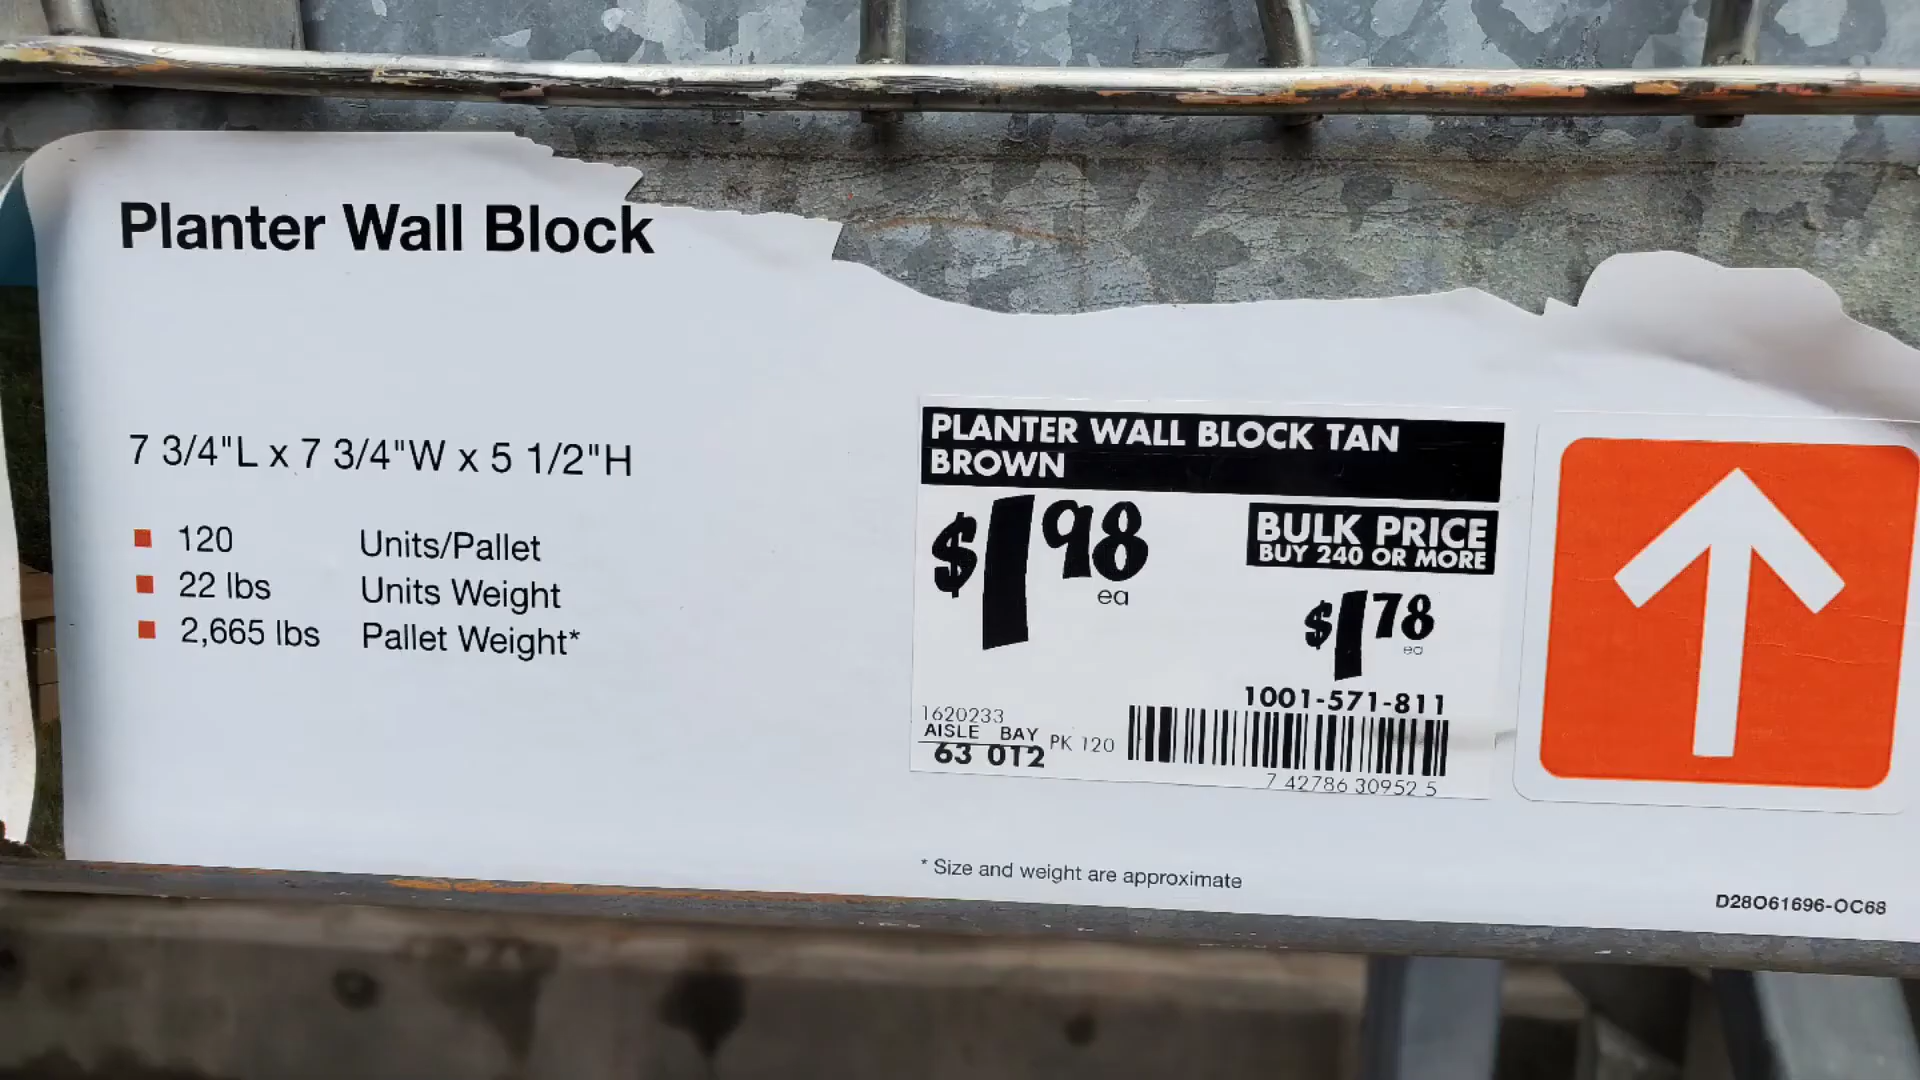 Planter Wall Block
7 3/4"L x 7 3/4"W x 5 1/2"H
120 Units/Pallet
22 lbs Units Weight
2,665 lbs Pallet Weight*
PLANTER WALL BLOCK TAN
BROWN
$1 98
ea
BULK PRICE
BUY 240 OR MORE
$1 78
ea
1001-571-811
1620233
AISLE BAY
63 012
PK 120
7 42786 30952 5
* Size and weight are approximate
D28O61696-OC68